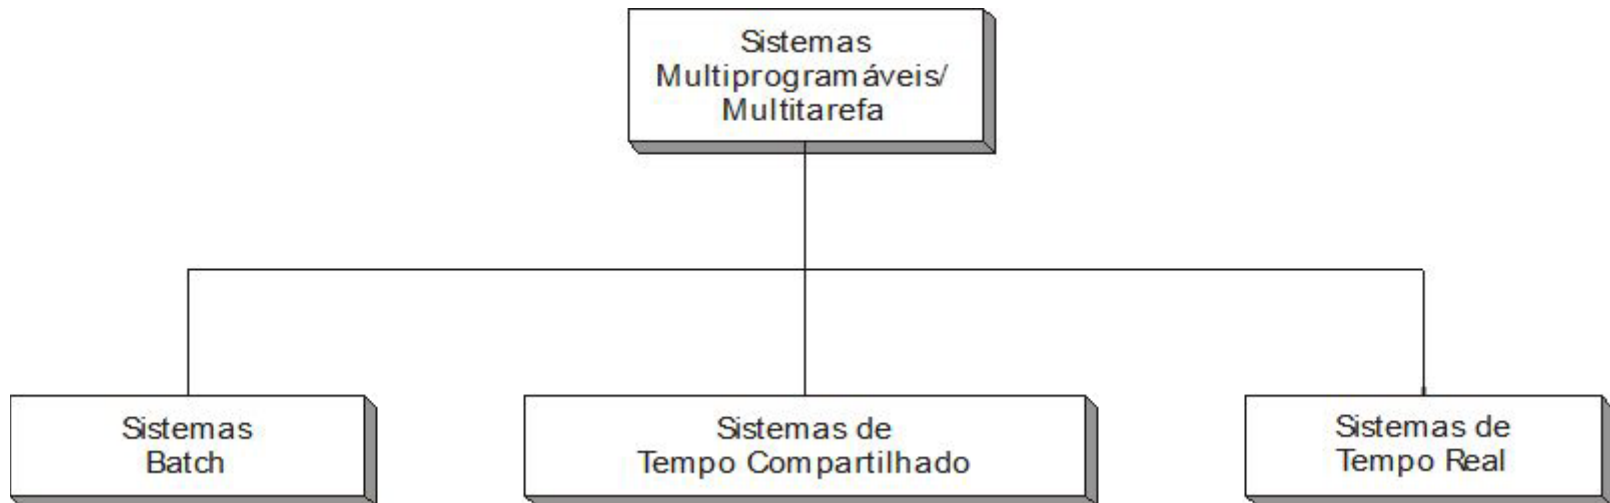 Sistemas
Multiprogramáveis/
Multitarefa
Sistemas
Batch
Sistemas de
Tempo Compartilhado
Sistemas de
Tempo Real